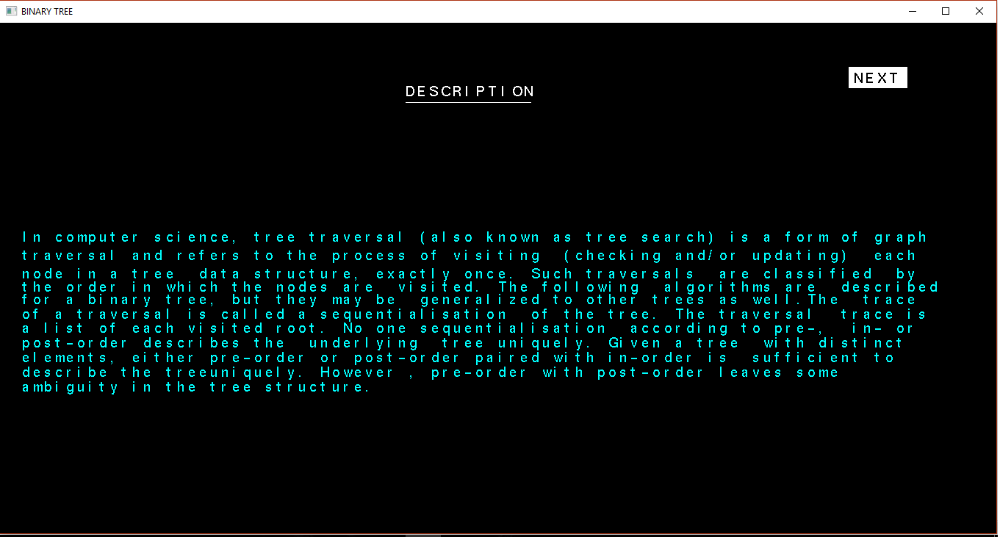 BINARY TREE
NEXT
DESCRIPTION
In computer science, tree traversal (also known as tree search) is a form of graph
traversal and refers to the process of visiting (checking and/or updating) each
node in a tree data structure, exactly once. Such traversals are classified by
the order in which the nodes are visited. The following algorithms are described
for a binary tree, but they may be generalized to other trees as well.The trace
of a traversal is called a sequentialisation of the tree. The traversal trace is
a list of each visited root. No one sequentialisation according to pre-, in- or
post-order describes the underlying tree uniquely. Given a tree with distinct
elements, either pre-order or post-order paired with in-order is sufficient to
describe the treeuniquely. However , pre-order with post-order leaves some
ambiguity in the tree structure.